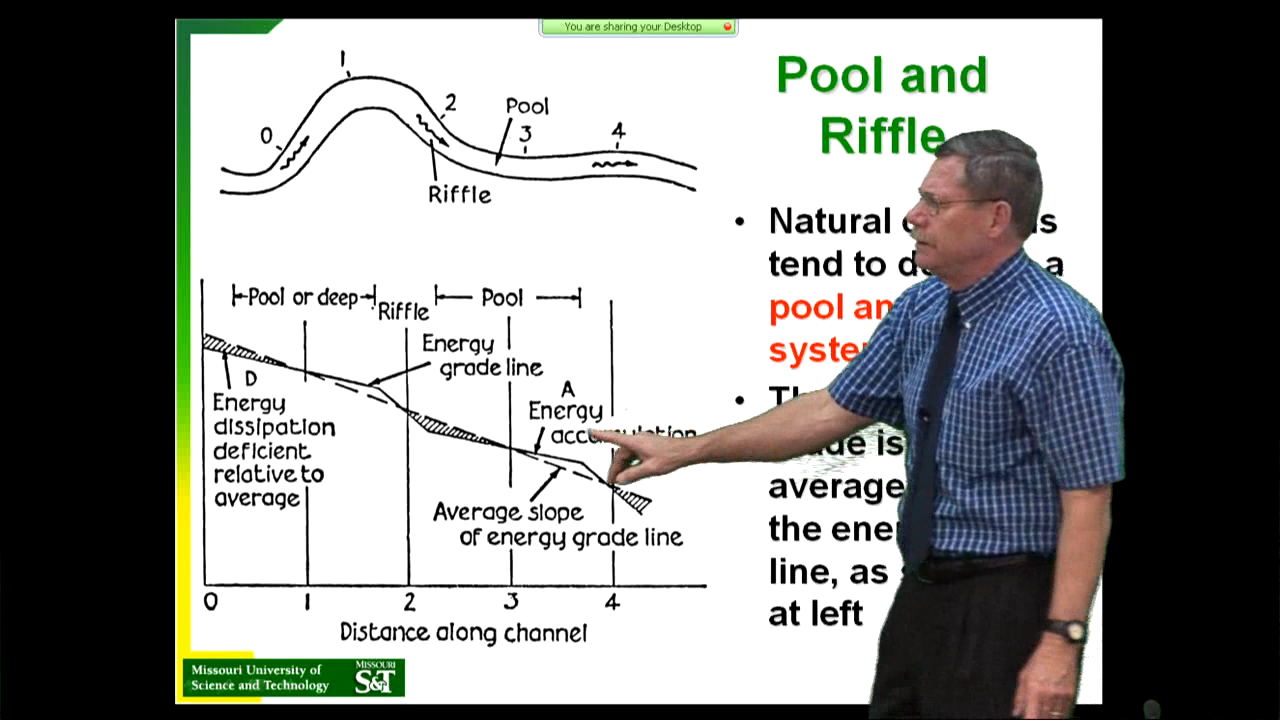 You are sharing your Desktop
Pool and
Riffle
0
1
2
Pool
3
4
Riffle
Pool or deep
Riffle
Pool
Energy
grade line
D
Energy
dissipation
deficient
relative to
average
A
Energy
accumulation
Average slope
of energy grade line
0
1
2
3
4
Distance along channel
Natural
tend to a
pool
average
line, as
at left
Missouri University of
Science and Technology
MISSOURI
S&T